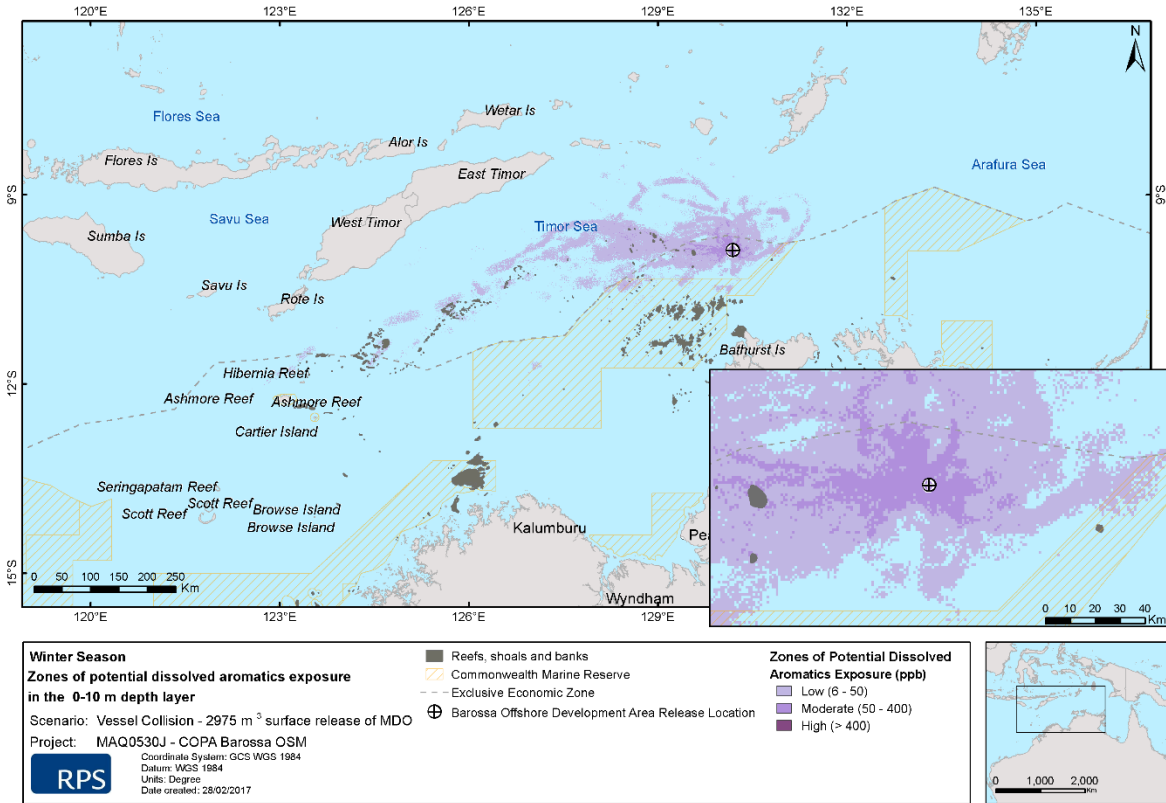 120°E 123°E 126°E 129°E 132°E 135°E
N
Flores Sea
Wetar Is
Alor Is
Flores Is
East Timor
Arafura Sea
9°S 9°S
Savu Sea
West Timor
Timor Sea
Sumba Is
Savu Is
Rote Is
Bathurst Is
12°S
Hibernia Reef
Ashmore Reef
Ashmore Reef
Cartier Island
Seringapatam Reef
Scott Reef
Browse Island
Scott Reef
Browse Island
Kalumburu
Pea
15°S
0 50 100 150 200 250
Km
Wyndham
0 10 20 30 40
Km
120°E 123°E 126°E 129°E
Winter Season
Zones of potential dissolved aromatics exposure
in the 0-10 m depth layer
Scenario: Vessel Collision - 2975 m³ surface release of MDO
Project: MAQ0530J - COPA Barossa OSM
RPS
Coordinate System: GCS WGS 1984
Datum: WGS 1984
Units: Degree
Date created: 28/02/2017
Reefs, shoals and banks
Commonwealth Marine Reserve
Exclusive Economic Zone
Barossa Offshore Development Area Release Location
Zones of Potential Dissolved
Aromatics Exposure (ppb)
Low (6 - 50)
Moderate (50 - 400)
High (> 400)
0 1,000 2,000
Km